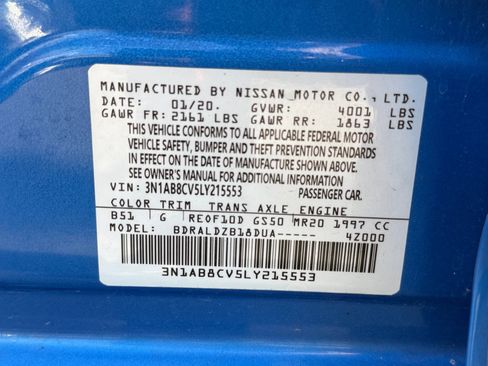 MANUFACTURED BY NISSAN MOTOR CO., LTD.
DATE: 01/20. GVWR: 4001 LBS
GAWR FR: 2161 LBS GAWR RR: 1863 LBS
THIS VEHICLE CONFORMS TO ALL APPLICABLE FEDERAL MOTOR
VEHICLE SAFETY, BUMPER AND THEFT PREVENTION STANDARDS
IN EFFECT ON THE DATE OF MANUFACTURE SHOWN ABOVE.
SEE OWNER'S MANUAL FOR ADDITIONAL INFORMATION.
VIN: 3N1AB8CV5LY215553 PASSENGER CAR.
COLOR TRIM TRANS AXLE ENGINE
B51 G RE0F10D GS50 MR20 1997 CC
MODEL: BDRALDZB18DUA----- 4Z000
3N1AB8CV5LY215553